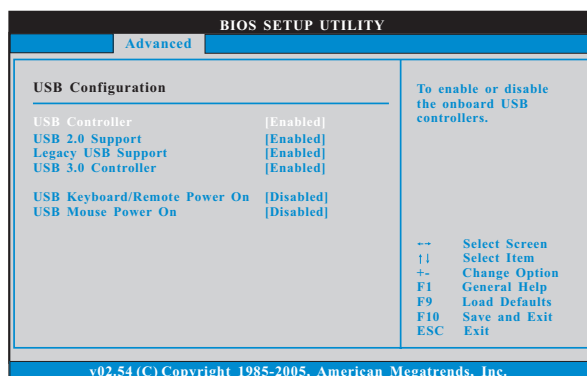 BIOS SETUP UTILITY
Advanced
USB Configuration
USB Controller [Enabled]
USB 2.0 Support [Enabled]
Legacy USB Support [Enabled]
USB 3.0 Controller [Enabled]
USB Keyboard/Remote Power On [Disabled]
USB Mouse Power On [Disabled]
To enable or disable
the onboard USB
controllers.
←→ Select Screen
↑↓ Select Item
+- Change Option
F1 General Help
F9 Load Defaults
F10 Save and Exit
ESC Exit
v02.54 (C) Copyright 1985-2005, American Megatrends, Inc.